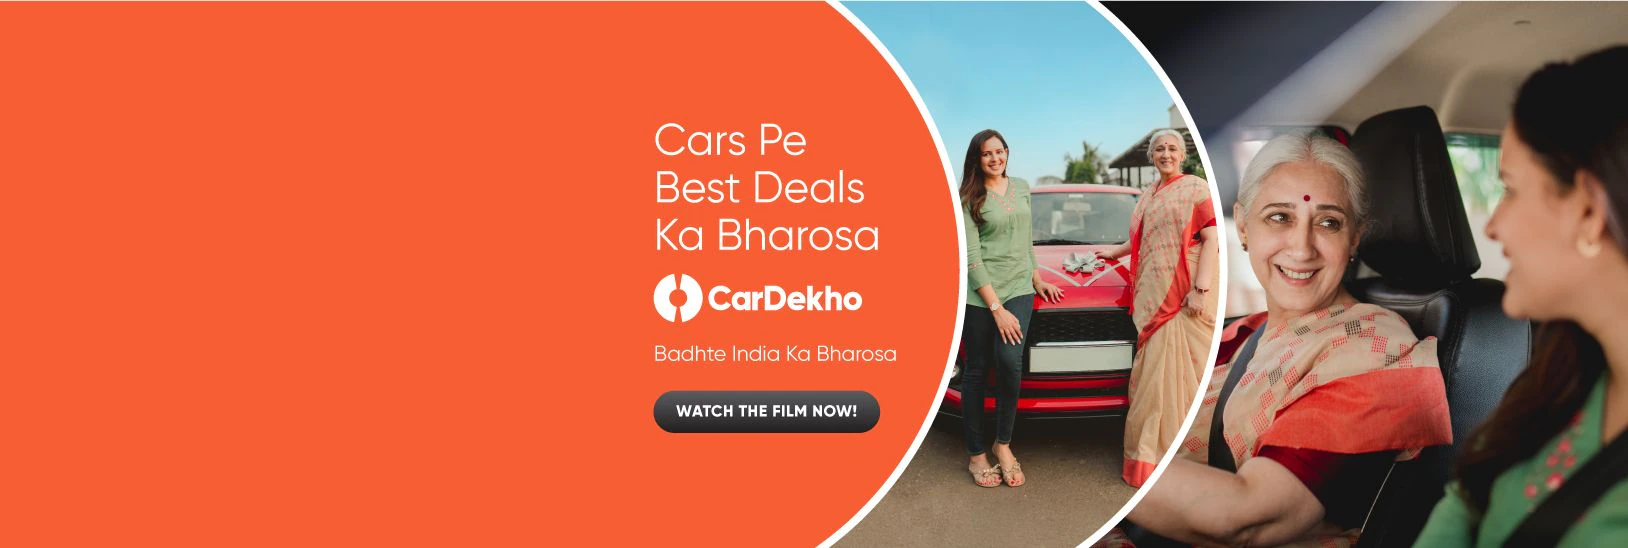 Cars Pe
Best Deals
Ka Bharosa
CarDekho
Badhte India Ka Bharosa
WATCH THE FILM NOW!